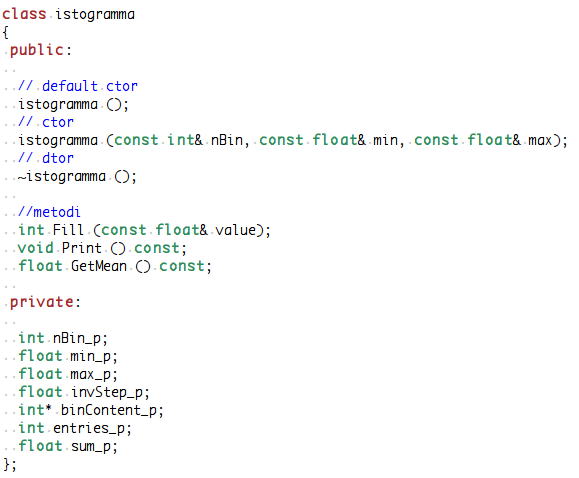 class istogramma
{
 public:
  
  // default ctor
  istogramma ();
  // ctor
  istogramma (const int& nBin, const float& min, const float& max);
  // dtor
  ~istogramma ();
  
  //metodi
  int Fill (const float& value);
  void Print () const;
  float GetMean () const;
  
 private:
  
  int nBin_p;
  float min_p;
  float max_p;
  float invStep_p;
  int* binContent_p;
  int entries_p;
  float sum_p;
};